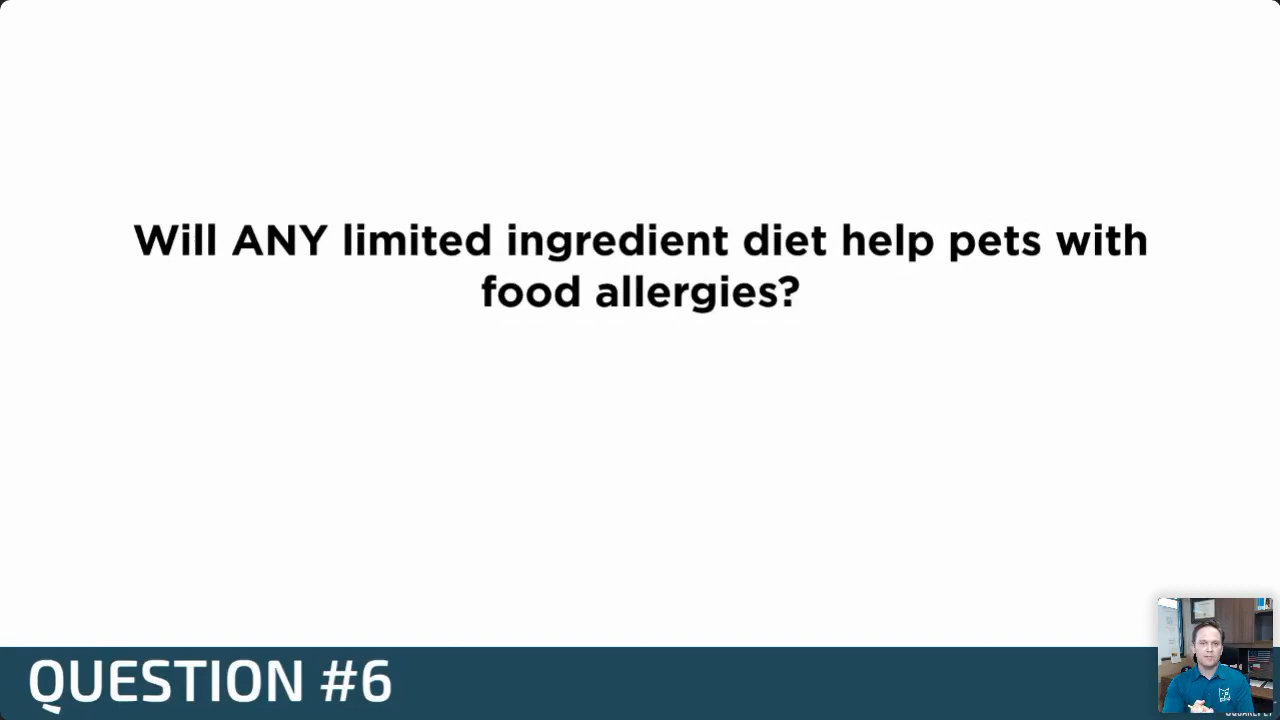 Will ANY limited ingredient diet help pets with
food allergies?
QUESTION #6